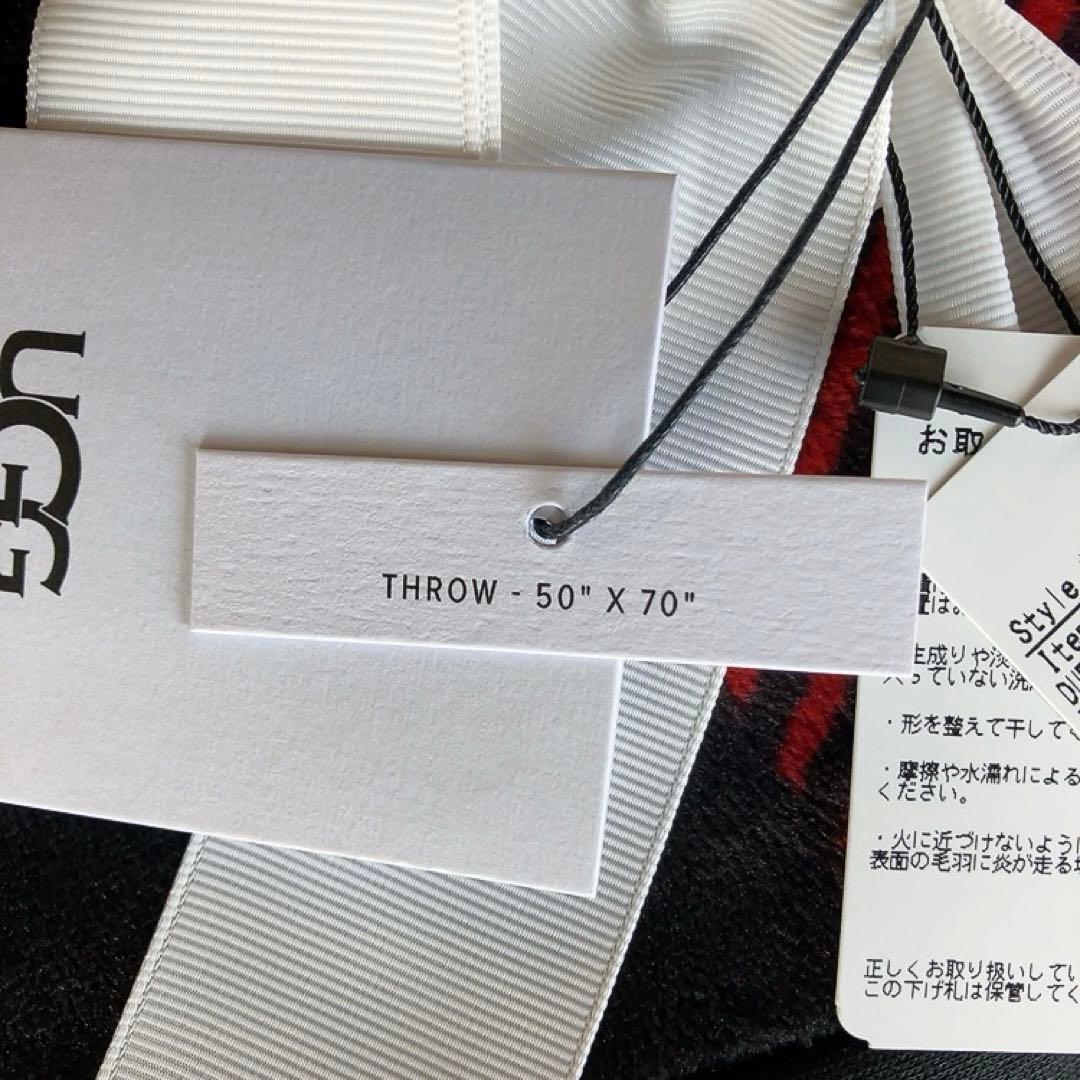 UGG
THROW - 50" X 70"
お取
生成りや淡
入っていない洗
・形を整えて干して
・摩擦や水濡れによる
ください。
・火に近づけないように
表面の毛羽に炎が走る場
正しくお取り扱いしてい
この下げ札は保管してく
Style
Item